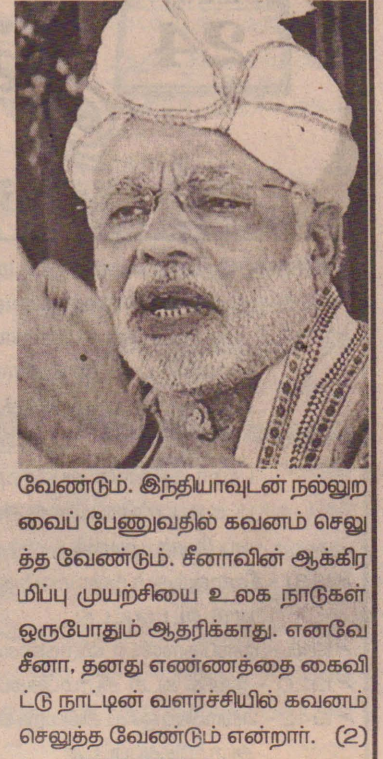 24
வேண்டும். இந்தியாவுடன் நல்லுற
வைப் பேணுவதில் கவனம் செலு
த்த வேண்டும். சீனாவின் ஆக்கிர
மிப்பு முயற்சியை உலக நாடுகள்
ஒருபோதும் ஆதரிக்காது. எனவே
சீனா, தனது எண்ணத்தை கைவி
ட்டு நாட்டின் வளர்ச்சியில் கவனம்
செலுத்த வேண்டும் என்றார். (2)